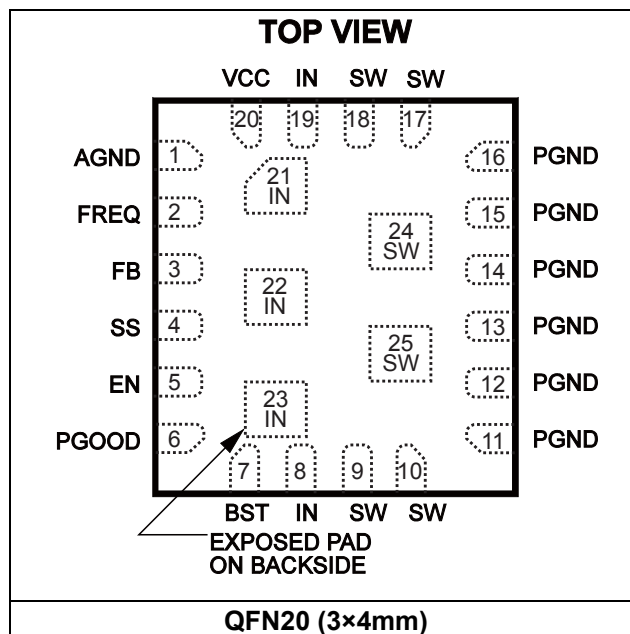 TOP VIEW
VCC IN SW SW
20 19 18 17
AGND 1 16 PGND
21
IN
FREQ 2 15 PGND
24
SW
FB 3 14 PGND
22
IN
SS 4 13 PGND
25
SW
EN 5 12 PGND
23
IN
PGOOD 6 11 PGND
7 8 9 10
BST IN SW SW
EXPOSED PAD
ON BACKSIDE
QFN20 (3×4mm)